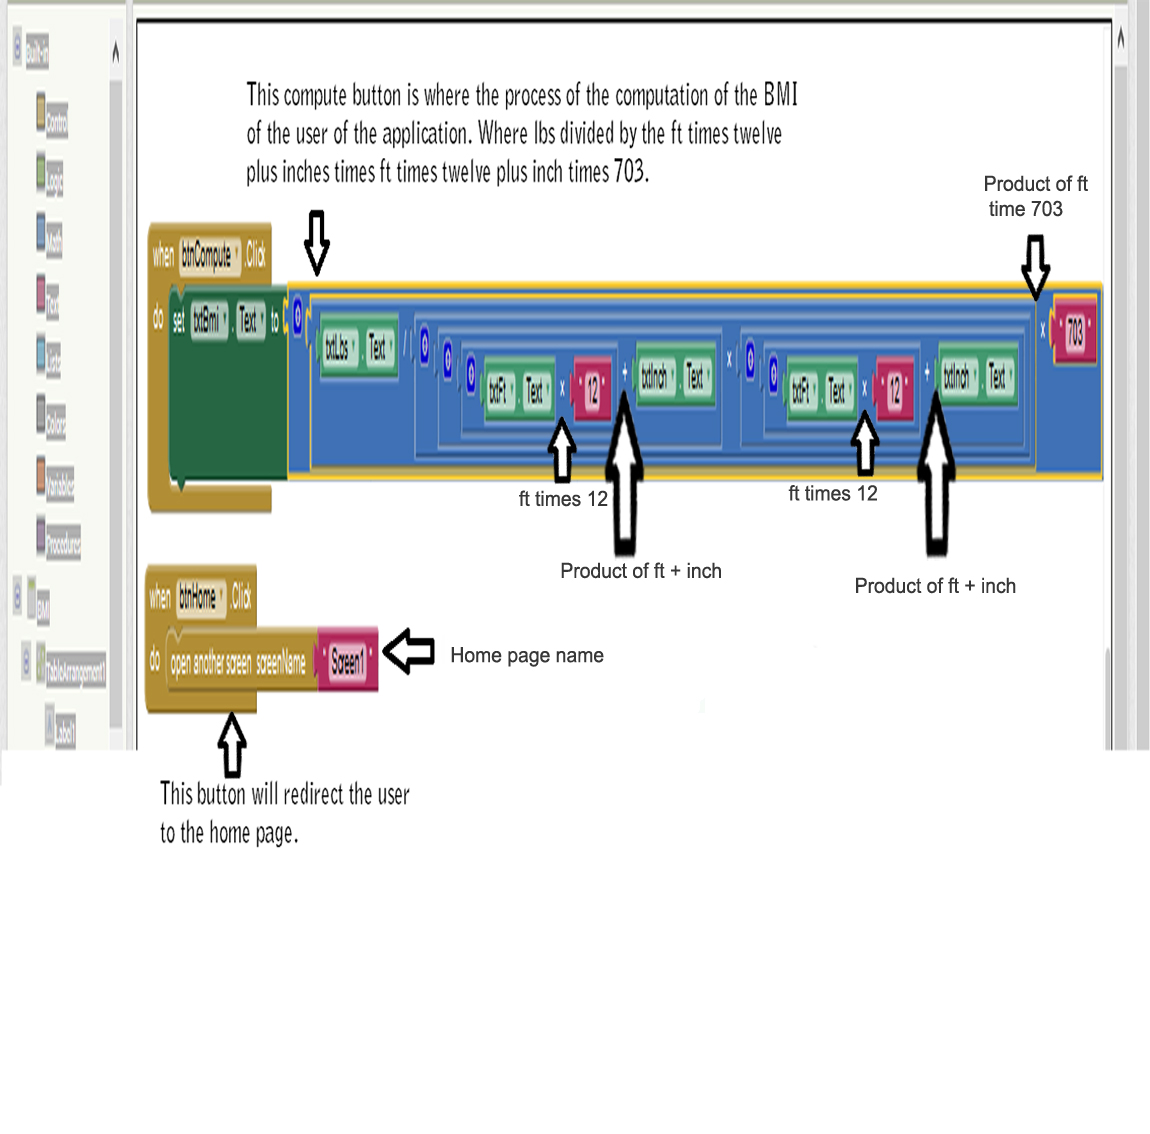 Built-in
Control
Logic
Math
Text
Lists
Colors
Variables
Procedures
BMI
TableArrangement1
Label1
This compute button is where the process of the computation of the BMI
of the user of the application. Where lbs divided by the ft times twelve
plus inches times ft times twelve plus inch times 703.
Product of ft
time 703
when btnCompute .Click
do set txtBmi . Text to
txtLbs . Text / txtFt . Text x "12" + txtInch . Text x txtFt . Text x "12" + txtInch . Text x "703"
ft times 12
ft times 12
Product of ft + inch
Product of ft + inch
when btnHome .Click
do open another screen screenName "Screen1"
Home page name
This button will redirect the user
to the home page.